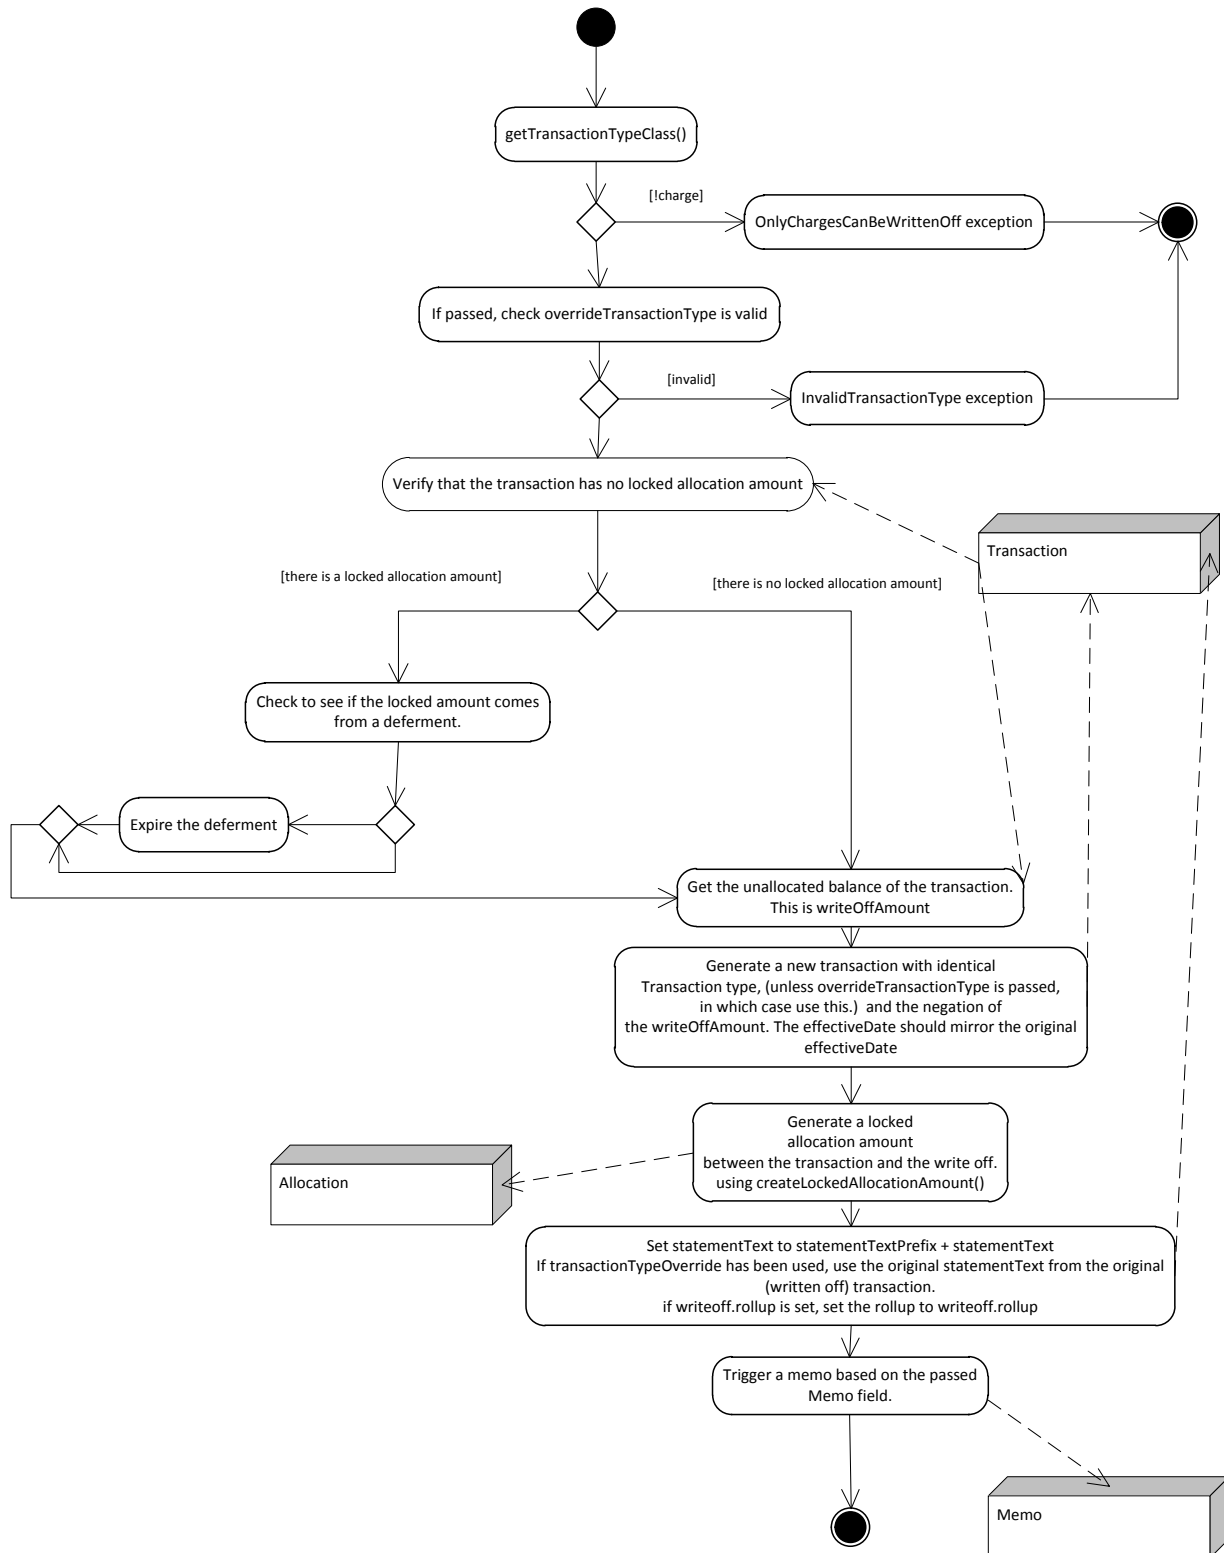 getTransactionTypeClass()
[!charge]
OnlyChargesCanBeWrittenOff exception
If passed, check overrideTransactionType is valid
[invalid]
InvalidTransactionType exception
Verify that the transaction has no locked allocation amount
Transaction
[there is a locked allocation amount]
[there is no locked allocation amount]
Check to see if the locked amount comes
from a deferment.
Expire the deferment
Get the unallocated balance of the transaction.
This is writeOffAmount
Generate a new transaction with identical
Transaction type, (unless overrideTransactionType is passed,
in which case use this.)  and the negation of
the writeOffAmount. The effectiveDate should mirror the original
effectiveDate
Generate a locked
allocation amount
between the transaction and the write off.
using createLockedAllocationAmount()
Allocation
Set statementText to statementTextPrefix + statementText
If transactionTypeOverride has been used, use the original statementText from the original
(written off) transaction.
if writeoff.rollup is set, set the rollup to writeoff.rollup
Trigger a memo based on the passed
Memo field.
Memo